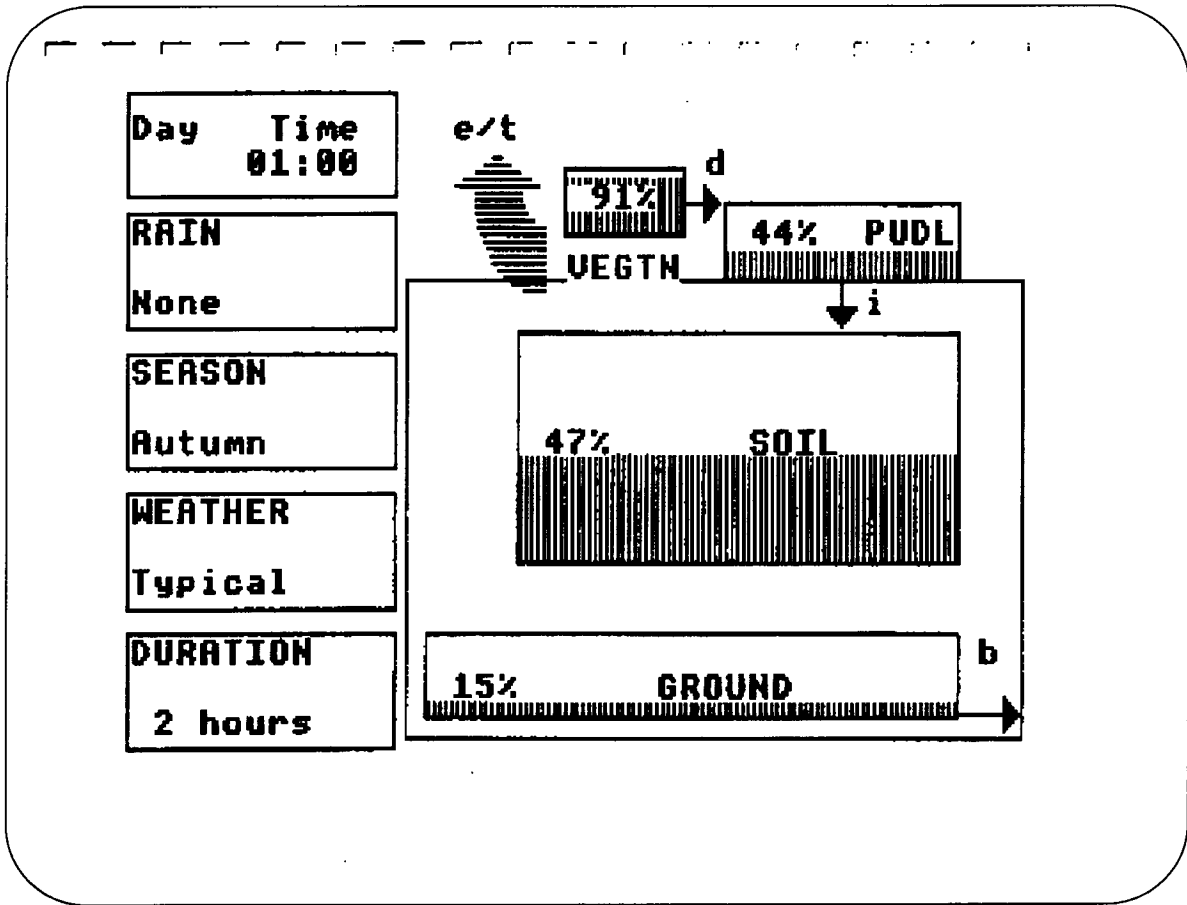 Day Time
01:00
RAIN
None
SEASON
Autumn
WEATHER
Typical
DURATION
2 hours
e/t
91%
d
VEGTN
44% PUDL
i
47% SOIL
15% GROUND
b